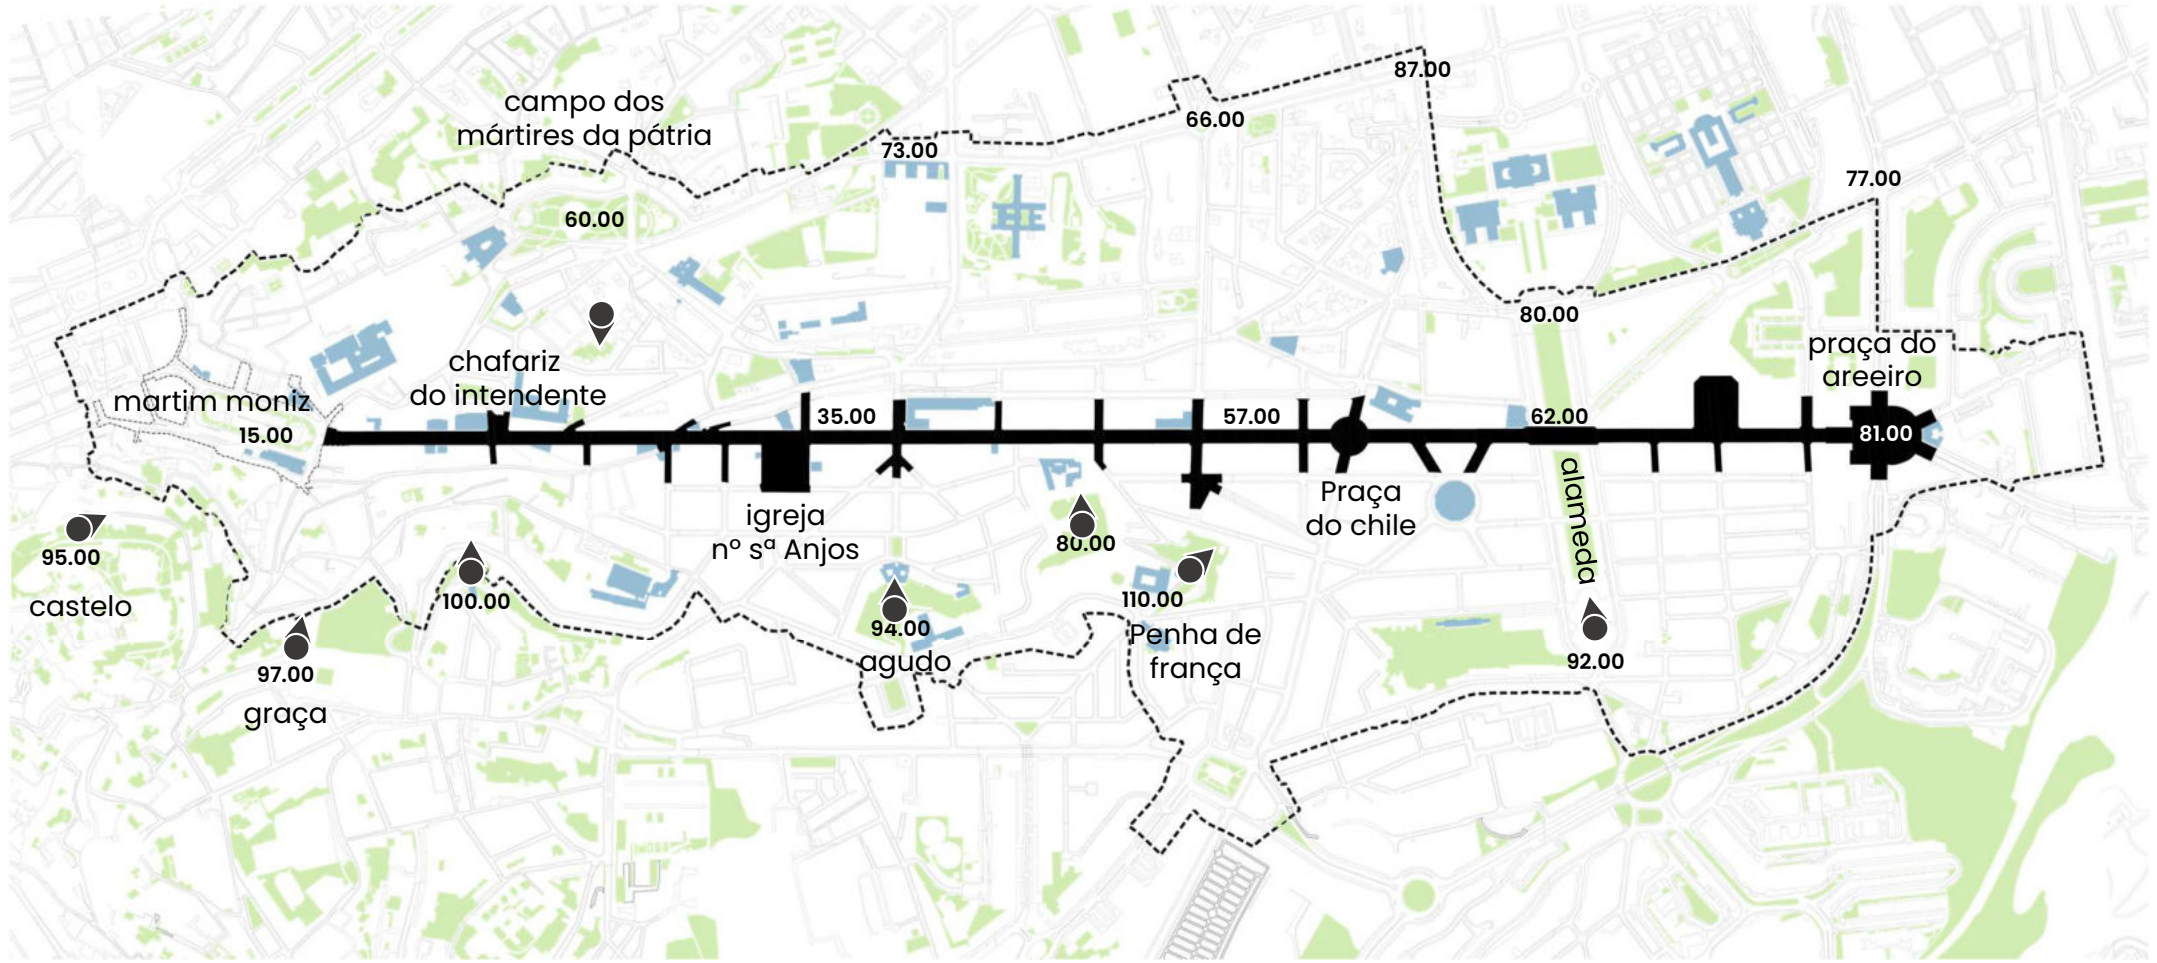 87.00
campo dos
mártires da pátria
66.00
73.00
77.00
60.00
80.00
praça do
areeiro
chafariz
do intendente
martim moniz
15.00
35.00
57.00
62.00
81.00
alameda
Praça
do chile
igreja
nº sª Anjos
95.00
castelo
80.00
100.00
110.00
Penha de
frança
94.00
agudo
92.00
97.00
graça